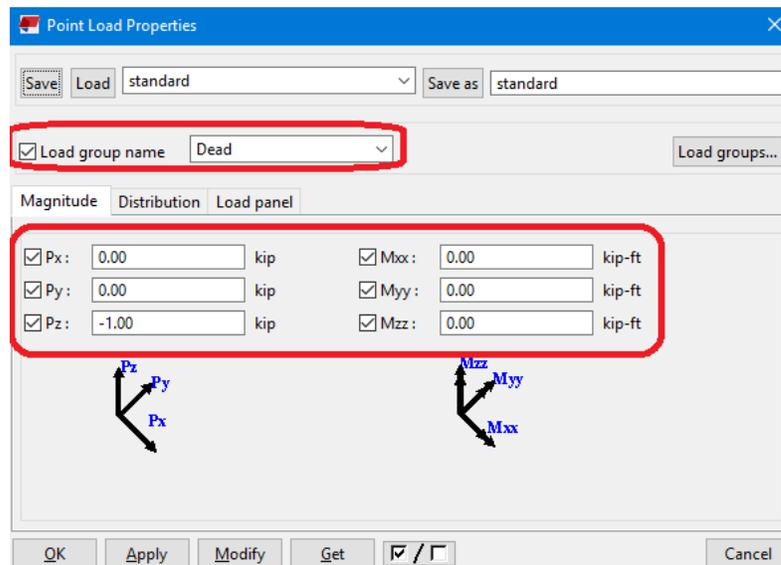 Point Load Properties
Save Load standard Save as standard
Load group name Dead Load groups...
Magnitude Distribution Load panel
Px : 0.00 kip Mxx : 0.00 kip-ft
Py : 0.00 kip Myy : 0.00 kip-ft
Pz : -1.00 kip Mzz : 0.00 kip-ft
Pz Mzz
Py Myy
Px Mxx
OK Apply Modify Get / Cancel